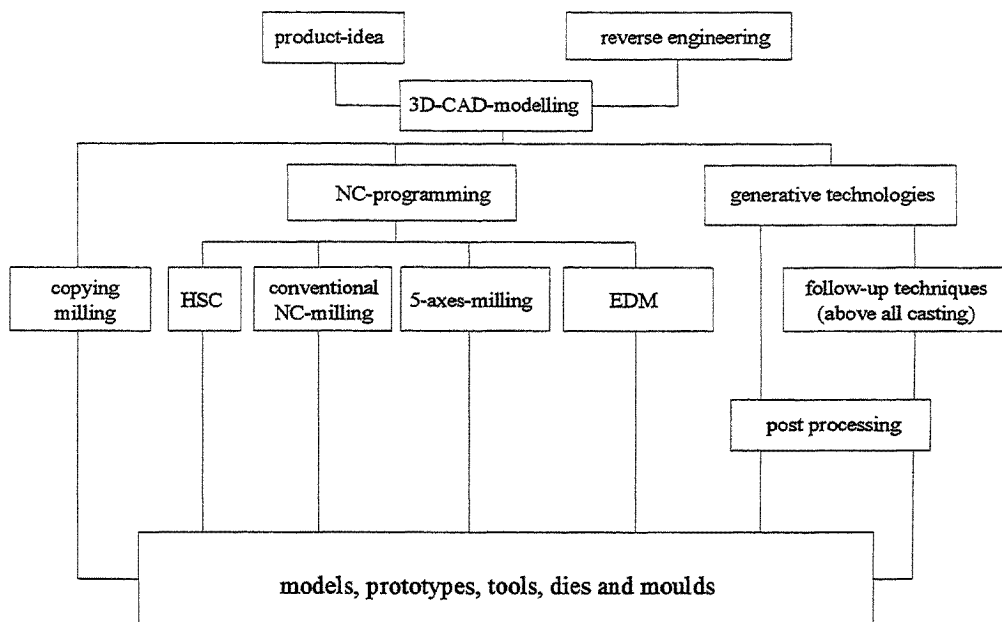 product-idea
reverse engineering
3D-CAD-modelling
NC-programming
generative technologies
copying
milling
HSC
conventional
NC-milling
5-axes-milling
EDM
follow-up techniques
(above all casting)
post processing
models, prototypes, tools, dies and moulds